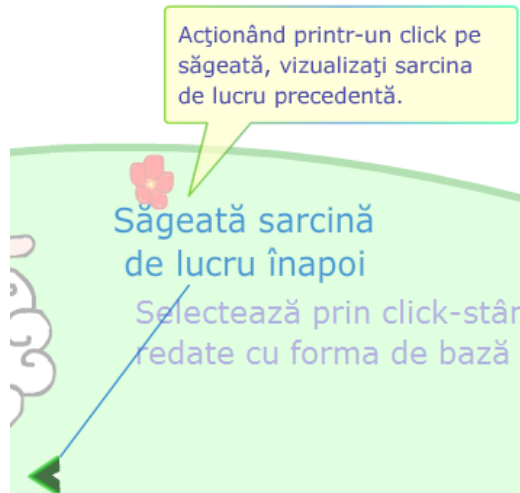 Acţionând printr-un click pe
săgeată, vizualizaţi sarcina
de lucru precedentă.
Săgeată sarcină
de lucru înapoi
Selectează prin click-stân
redate cu forma de bază